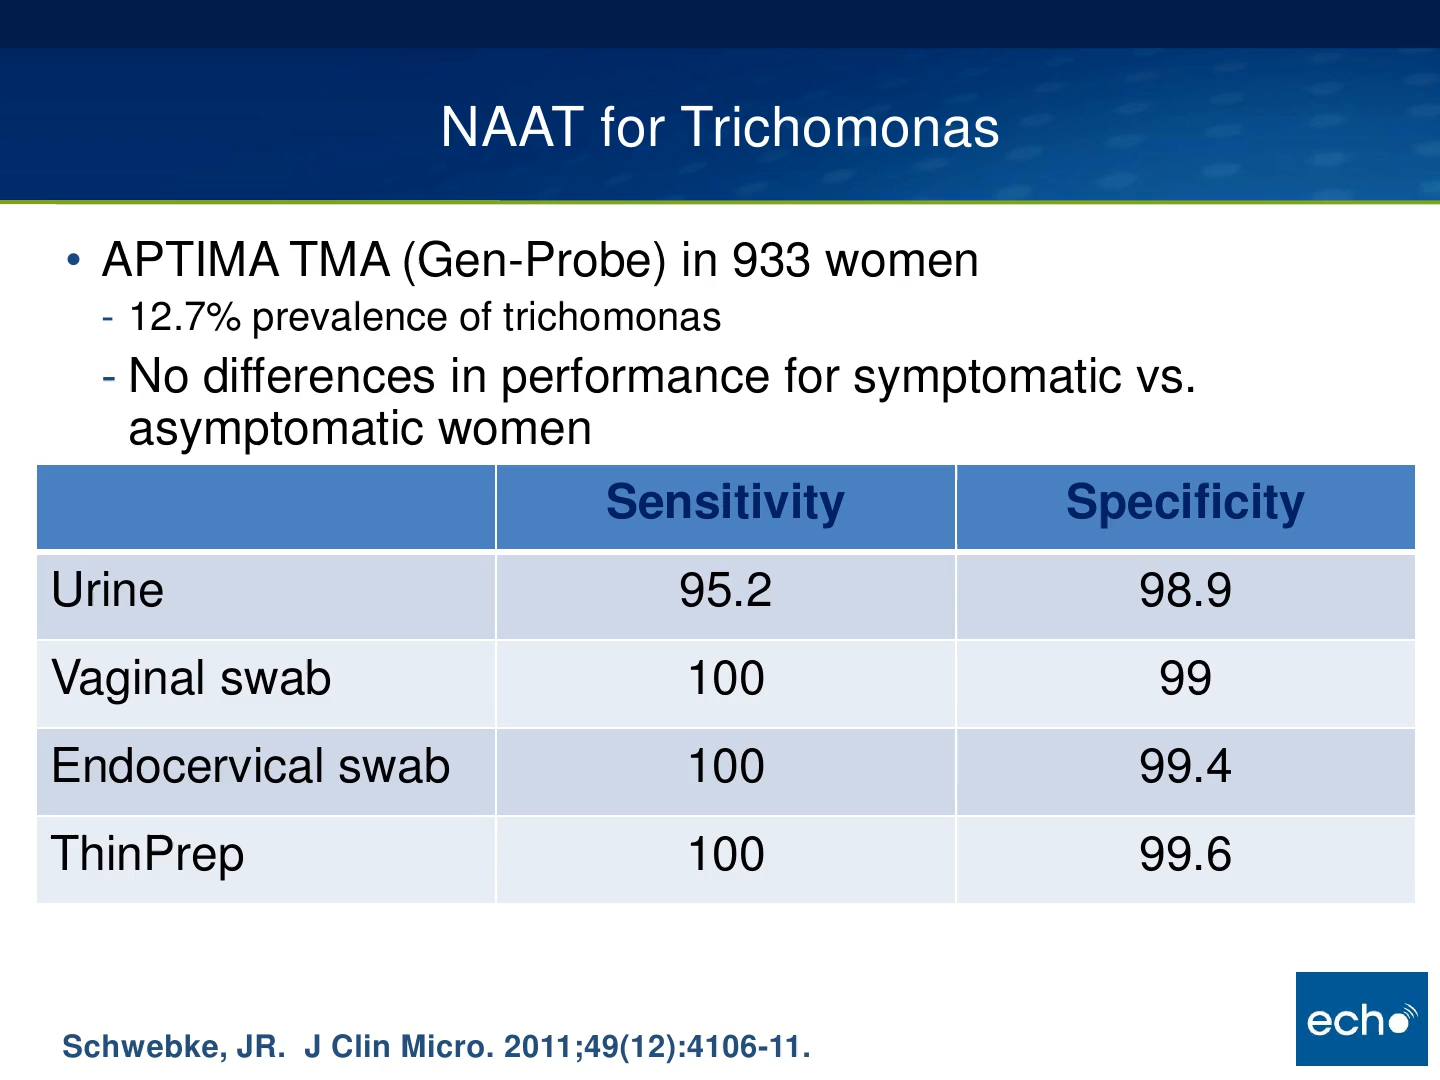 NAAT for Trichomonas
• APTIMA TMA (Gen-Probe) in 933 women
- 12.7% prevalence of trichomonas
- No differences in performance for symptomatic vs.
asymptomatic women
Sensitivity Specificity
Urine 95.2 98.9
Vaginal swab 100 99
Endocervical swab 100 99.4
ThinPrep 100 99.6
echo
Schwebke, JR. J Clin Micro. 2011;49(12):4106-11.